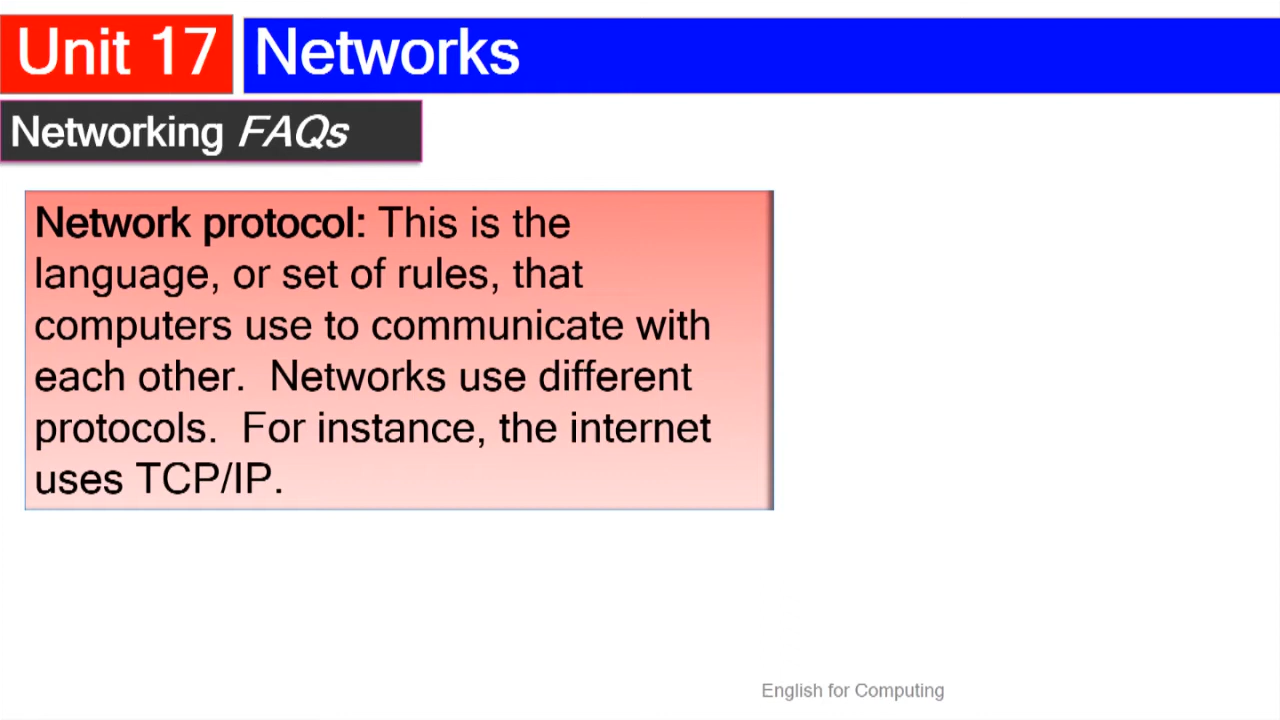 Unit 17 Networks
Networking FAQs
Network protocol: This is the
language, or set of rules, that
computers use to communicate with
each other.  Networks use different
protocols.  For instance, the internet
uses TCP/IP.
English for Computing